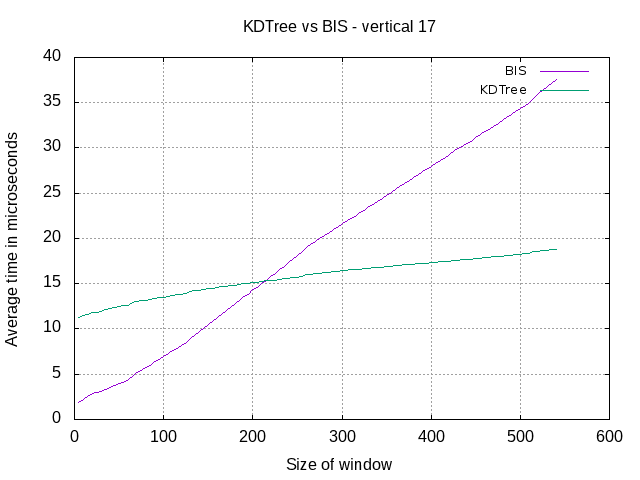 KDTree vs BIS - vertical 17
BIS
KDTree
40
35
30
25
20
15
10
5
0
Average time in microseconds
0 100 200 300 400 500 600
Size of window